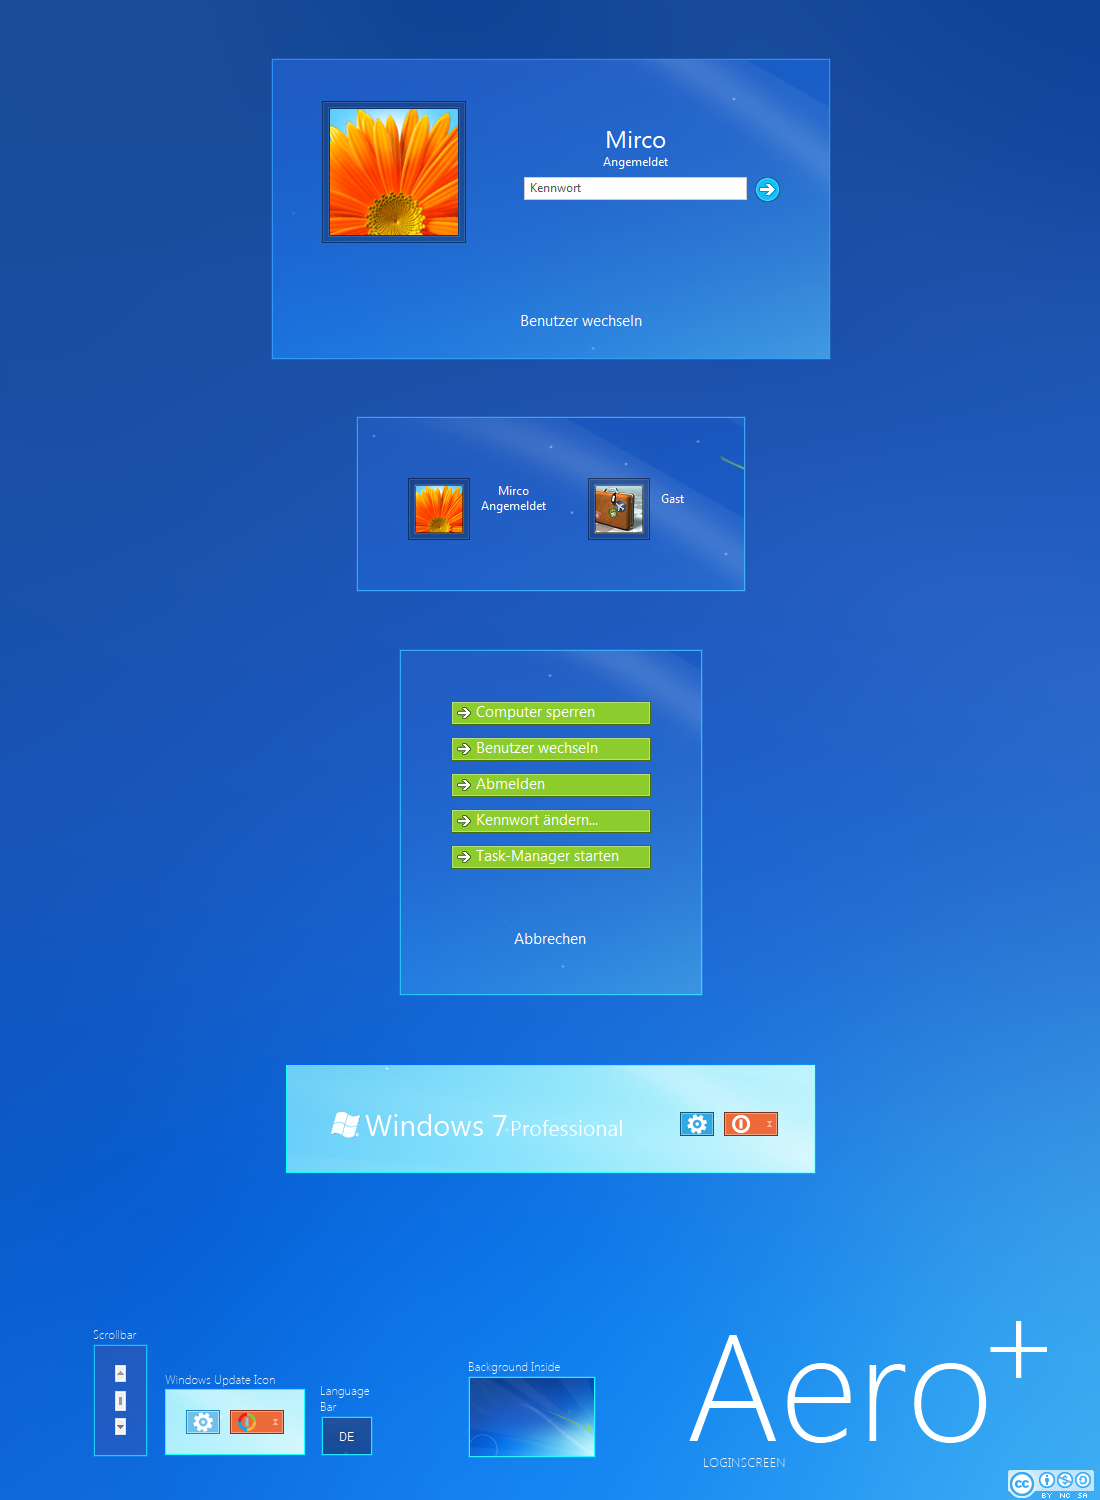 Mirco
Angemeldet
Kennwort
Benutzer wechseln
Mirco
Angemeldet
Gast
Computer sperren
Benutzer wechseln
Abmelden
Kennwort ändern...
Task-Manager starten
Abbrechen
Windows 7 Professional
Scrollbar
Windows Update Icon
Language
Bar
DE
Background Inside
Aero+
LOGINSCREEN
cc
BY NC SA